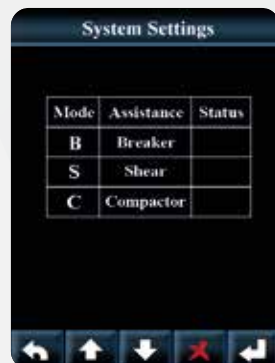 System Settings
Mode Assistance Status
B Breaker
S Shear
C Compactor